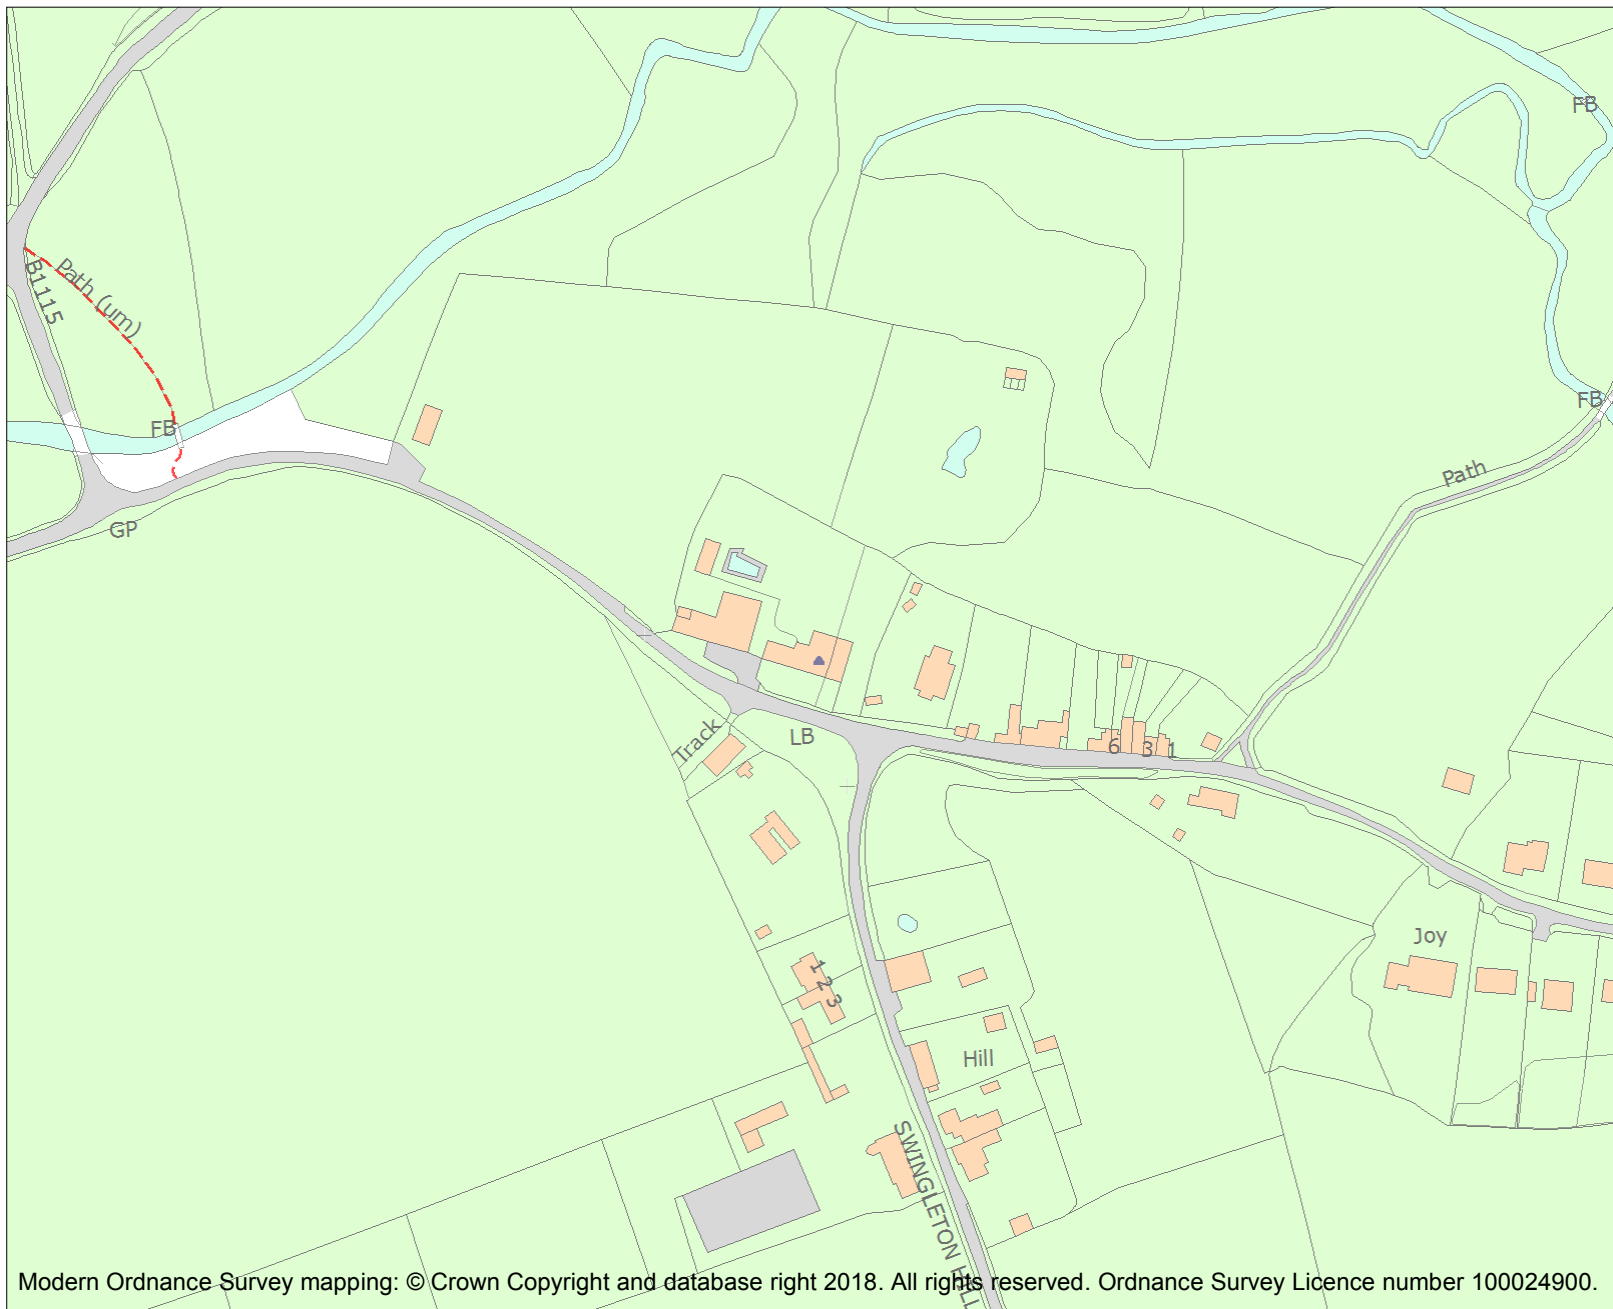 FB
Path (um)
B1115
FB
FB
Path
GP
Track
LB
6
3
1
Joy
1
2
3
Hill
SWINGLETON HILL
Modern Ordnance Survey mapping: © Crown Copyright and database right 2018. All rights reserved. Ordnance Survey Licence number 100024900.